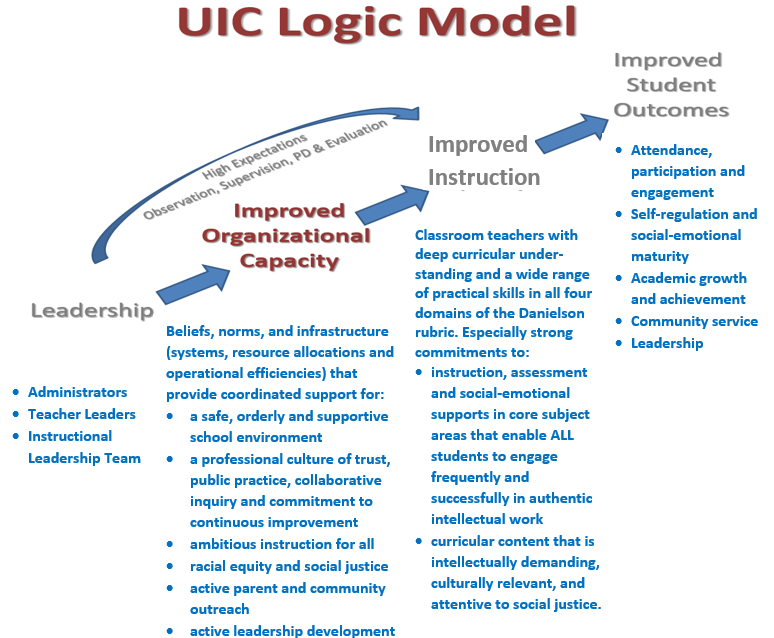 UIC Logic Model
High Expectations
Observation, Supervision, PD & Evaluation
Leadership
• Administrators
• Teacher Leaders
• Instructional
Leadership Team
Improved
Organizational
Capacity
Beliefs, norms, and infrastructure
(systems, resource allocations and
operational efficiencies) that
provide coordinated support for:
• a safe, orderly and supportive
school environment
• a professional culture of trust,
public practice, collaborative
inquiry and commitment to
continuous improvement
• ambitious instruction for all
• racial equity and social justice
• active parent and community
outreach
• active leadership development
Improved
Instruction
Classroom teachers with
deep curricular under-
standing and a wide range
of practical skills in all four
domains of the Danielson
rubric. Especially strong
commitments to:
• instruction, assessment
and social-emotional
supports in core subject
areas that enable ALL
students to engage
frequently and
successfully in authentic
intellectual work
• curricular content that is
intellectually demanding,
culturally relevant, and
attentive to social justice.
Improved
Student
Outcomes
• Attendance,
participation and
engagement
• Self-regulation and
social-emotional
maturity
• Academic growth
and achievement
• Community service
• Leadership